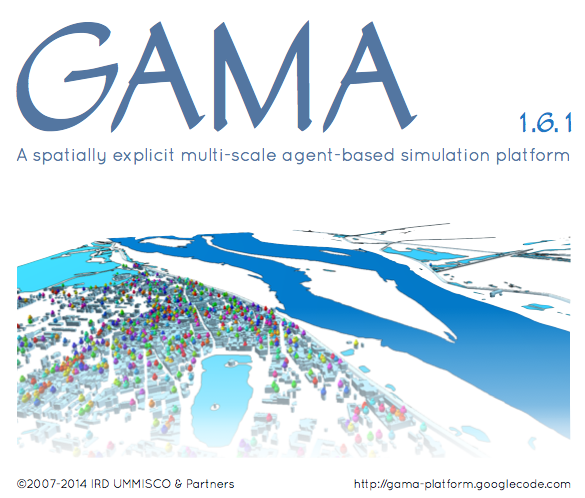 GAMA
1.6.1
A spatially explicit multi-scale agent-based simulation platform
©2007-2014 IRD UMMISCO & Partners
http://gama-platform.googlecode.com